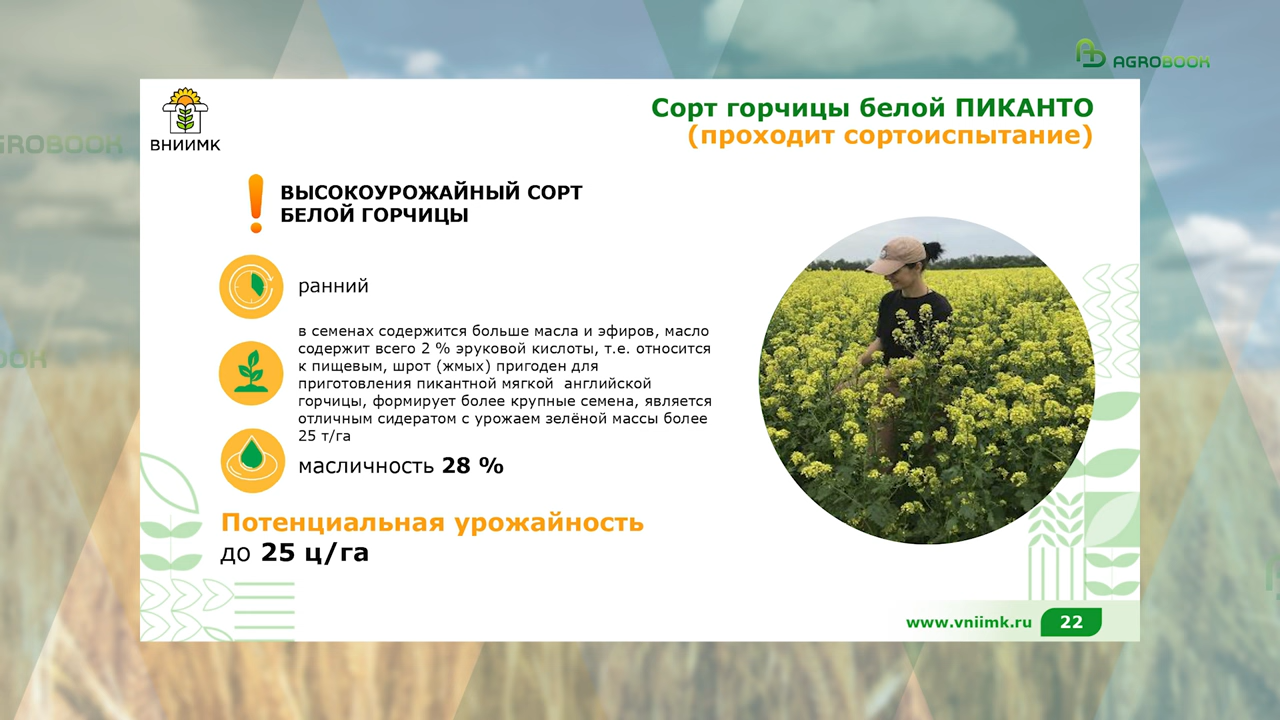 AGROBOOK
ВНИИМК
Сорт горчицы белой ПИКАНТО
(проходит сортоиспытание)
ВЫСОКОУРОЖАЙНЫЙ СОРТ
БЕЛОЙ ГОРЧИЦЫ
ранний
в семенах содержится больше масла и эфиров, масло
содержит всего 2 % эруковой кислоты, т.е. относится
к пищевым, шрот (жмых) пригоден для
приготовления пикантной мягкой английской
горчицы, формирует более крупные семена, является
отличным сидератом с урожаем зелёной массы более
25 т/га
масличность 28 %
Потенциальная урожайность
до 25 ц/га
www.vniimk.ru 22